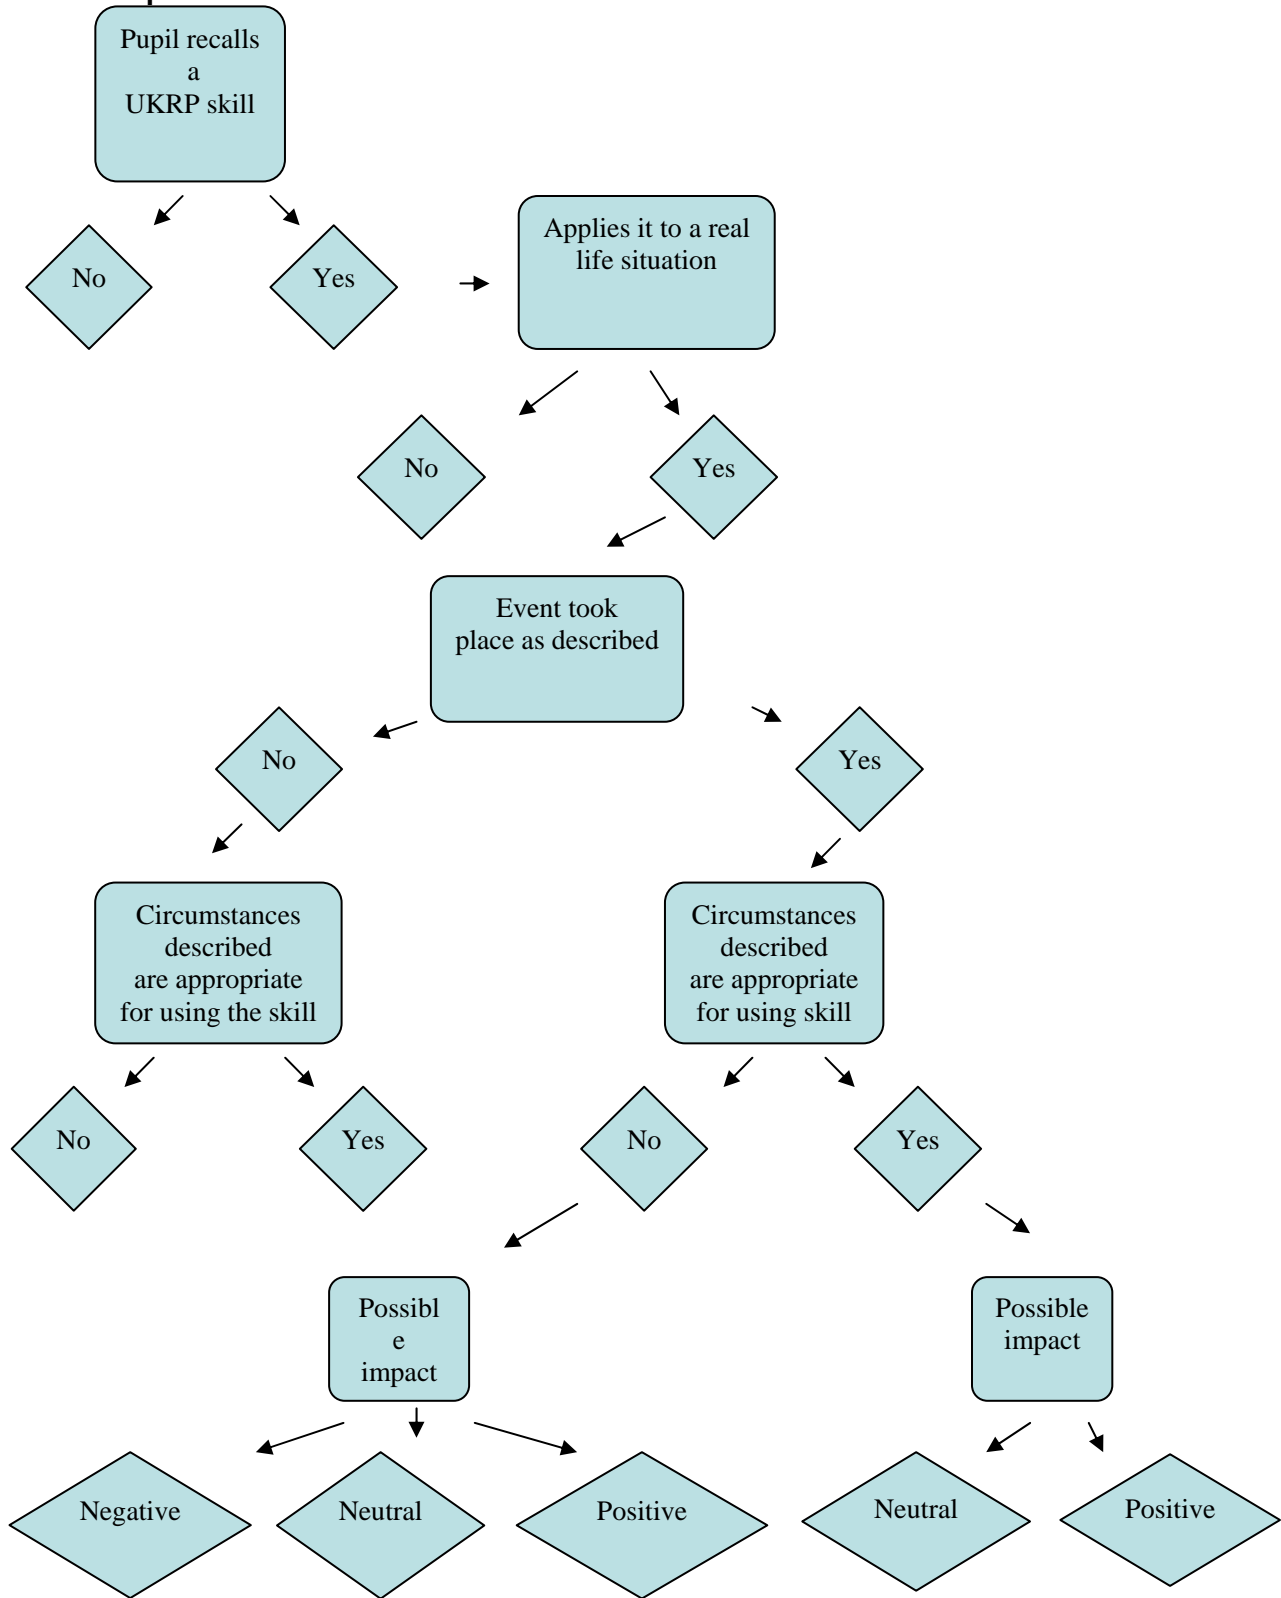 Pupil recalls
a
UKRP skill
No
Yes
Applies it to a real
life situation
No
Yes
Event took
place as described
No
Yes
Circumstances
described
are appropriate
for using the skill
Circumstances
described
are appropriate
for using skill
No
Yes
No
Yes
Possibl
e
impact
Possible
impact
Negative
Neutral
Positive
Neutral
Positive